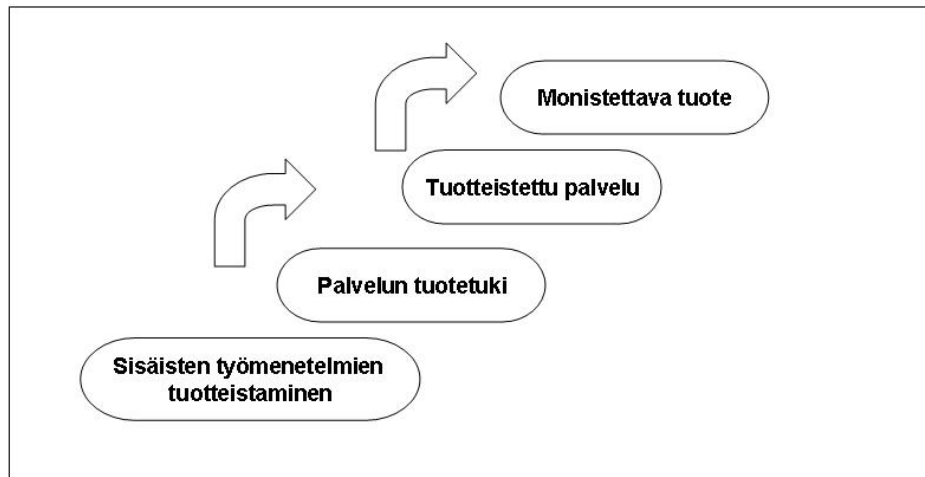 Monistettava tuote
Tuotteistettu palvelu
Palvelun tuotetuki
Sisäisten työmenetelmien
tuotteistaminen